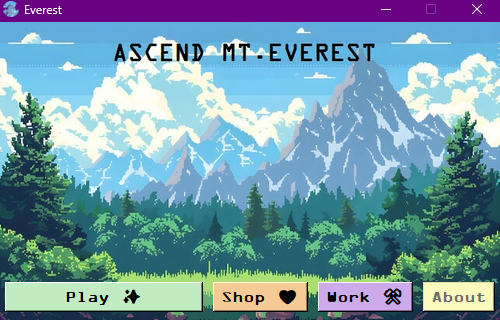 Everest
ASCEND MT.EVEREST
Play ✨
Shop ♥
Work 🎀
About